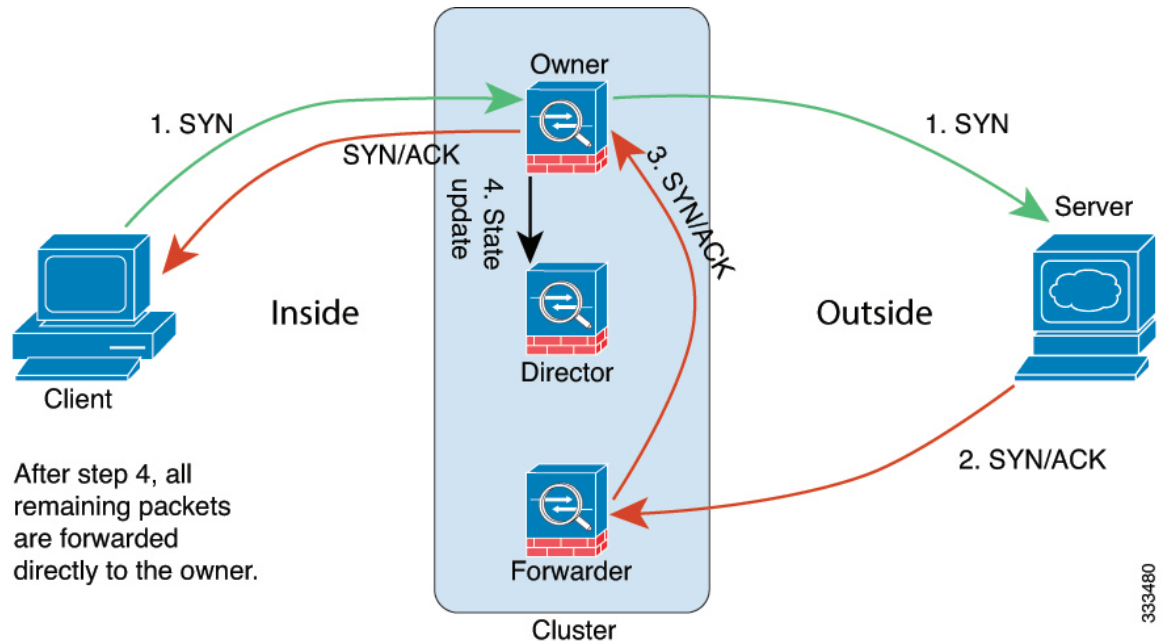 Owner
1. SYN
1. SYN
SYN/ACK
3. SYN/ACK
4. State
update
Server
Inside
Outside
Director
Client
2. SYN/ACK
After step 4, all
remaining packets
are forwarded
directly to the owner.
Forwarder
Cluster
333480